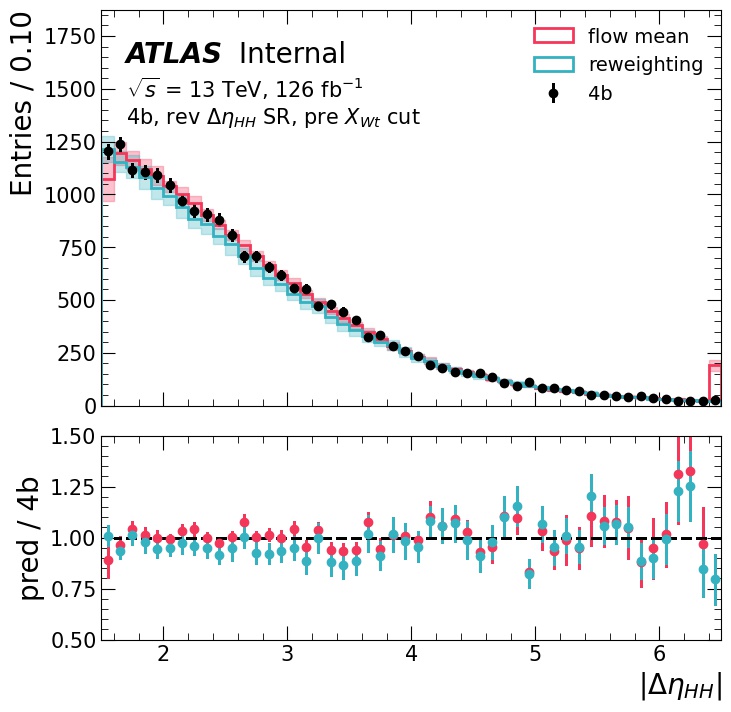 Entries / 0.10
1750
1500
1250
1000
750
500
250
0
ATLAS Internal
√s = 13 TeV, 126 fb⁻¹
4b, rev Δη_HH SR, pre X_Wt cut
flow mean
reweighting
4b
pred / 4b
1.50
1.25
1.00
0.75
0.50
2 3 4 5 6
|Δη_HH|